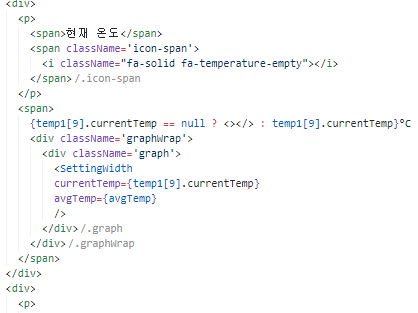 <div>
<p>
<span>현재 온도</span>
<span className='icon-span'>
<i className="fa-solid fa-temperature-empty"></i>
</span>/.icon-span
</p>
<span>
{temp1[9].currentTemp == null ? <></> : temp1[9].currentTemp}°C
<div className='graphWrap'>
<div className='graph'>
<SettingWidth
currentTemp={temp1[9].currentTemp}
avgTemp={avgTemp}
/>
</div>/.graph
</div>/.graphWrap
</span>
</div>
<div>
<p>